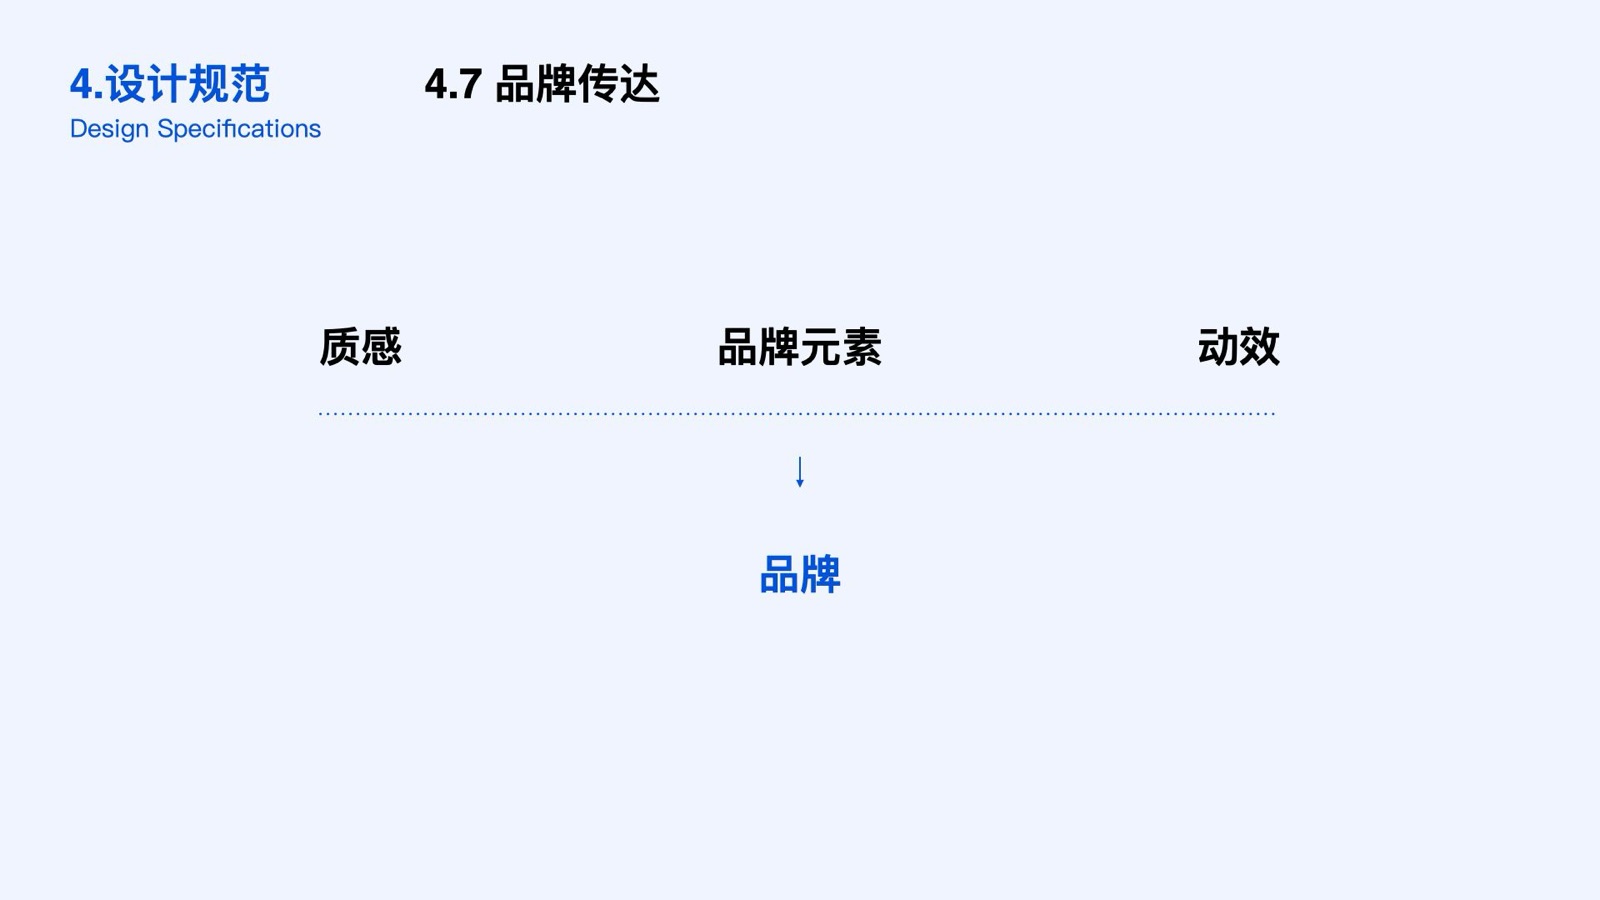 4.设计规范
Design Specifications
4.7 品牌传达
质感
品牌元素
动效
品牌